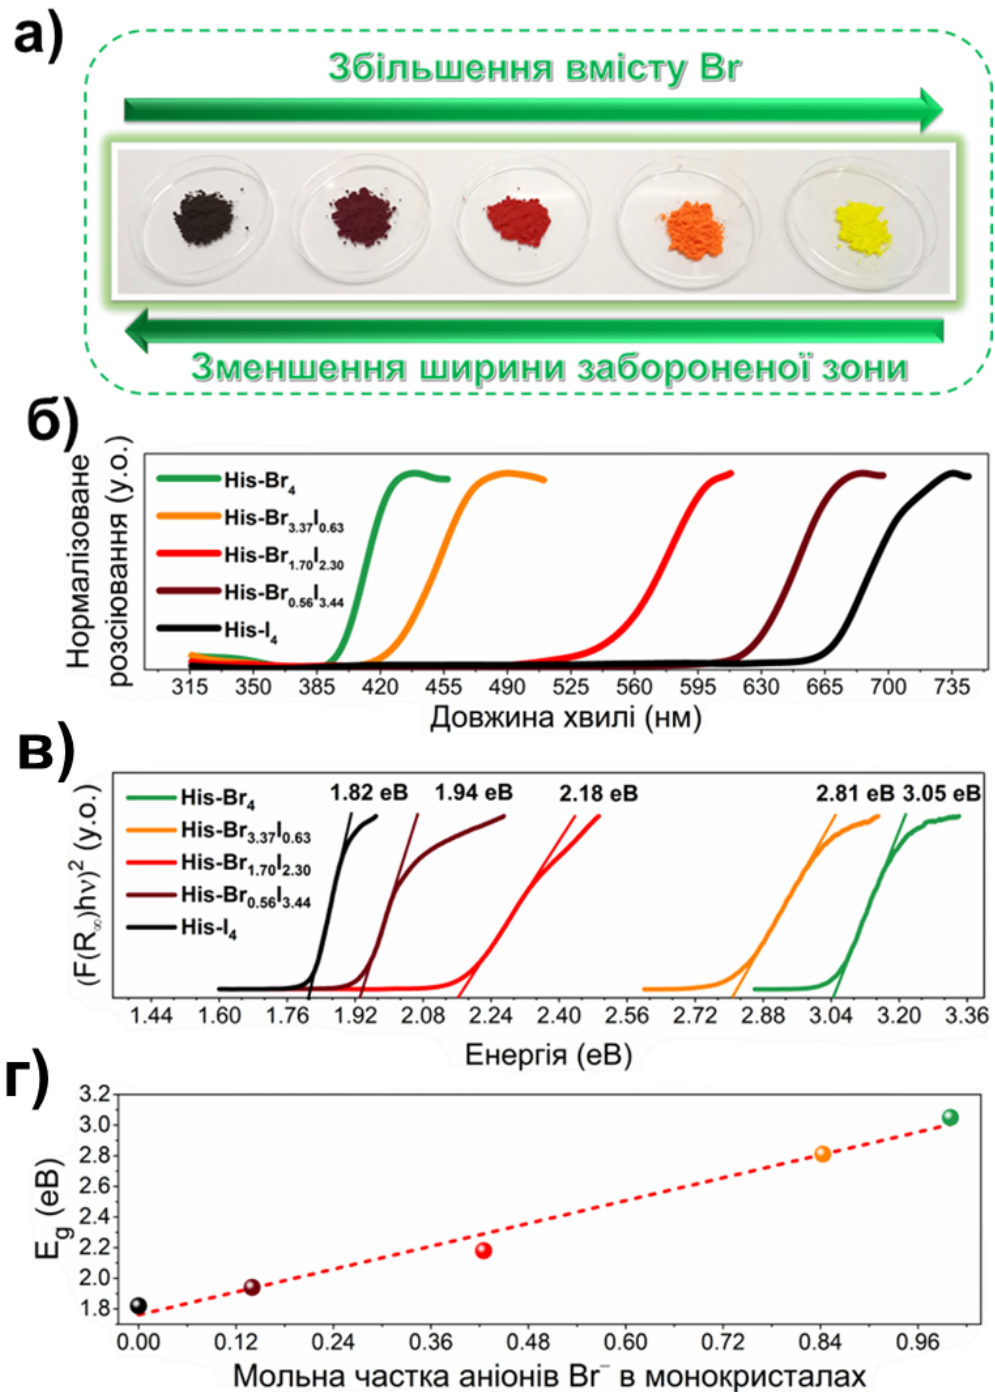 а)
Збільшення вмісту Br
Зменшення ширини забороненої зони
б)
Нормалізоване
розсіювання (у.о.)
His-Br₄
His-Br₃.₃₇I₀.₆₃
His-Br₁.₇₀I₂.₃₀
His-Br₀.₅₆I₃.₄₄
His-I₄
315 350 385 420 455 490 525 560 595 630 665 700 735
Довжина хвилі (нм)
в)
(F(R∞)hν)² (у.о.)
His-Br₄
His-Br₃.₃₇I₀.₆₃
His-Br₁.₇₀I₂.₃₀
His-Br₀.₅₆I₃.₄₄
His-I₄
1.82 еВ 1.94 еВ 2.18 еВ 2.81 еВ 3.05 еВ
1.44 1.60 1.76 1.92 2.08 2.24 2.40 2.56 2.72 2.88 3.04 3.20 3.36
Енергія (еВ)
г)
E_g (еВ)
3.2
3.0
2.8
2.6
2.4
2.2
2.0
1.8
0.00 0.12 0.24 0.36 0.48 0.60 0.72 0.84 0.96
Мольна частка аніонів Br⁻ в монокристалах